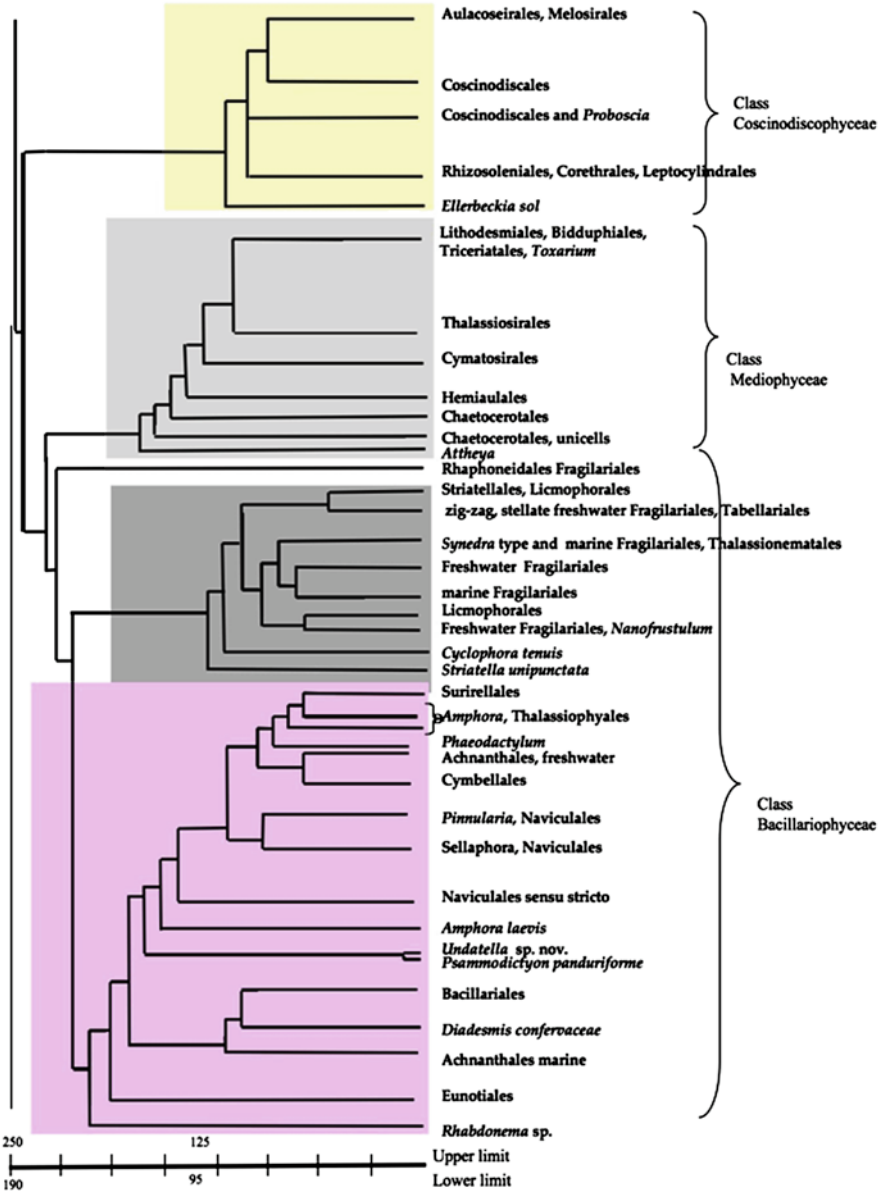 Aulacoseirales, Melosirales
Coscinodiscales
Coscinodiscales and Proboscia
Rhizosoleniales, Corethrales, Leptocylindrales
Ellerbeckia sol
Class
Coscinodiscophyceae
Lithodesmiales, Bidduphiales,
Triceriatales, Toxarium
Thalassiosirales
Cymatosirales
Hemiaulales
Chaetocerotales
Chaetocerotales, unicells
Attheya
Class
Mediophyceae
Rhaphoneidales Fragilariales
Striatellales, Licmophorales
zig-zag, stellate freshwater Fragilariales, Tabellariales
Synedra type and marine Fragilariales, Thalassionematales
Freshwater Fragilariales
marine Fragilariales
Licmophorales
Freshwater Fragilariales, Nanofrustulum
Cyclophora tenuis
Striatella unipunctata
Surirellales
Amphora, Thalassiophyales
Phaeodactylum
Achnanthales, freshwater
Cymbellales
Pinnularia, Naviculales
Sellaphora, Naviculales
Naviculales sensu stricto
Amphora laevis
Undatella sp. nov.
Psammodictyon panduriforme
Bacillariales
Diadesmis confervaceae
Achnanthales marine
Eunotiales
Rhabdonema sp.
Class
Bacillariophyceae
250 125
Upper limit
190 95
Lower limit